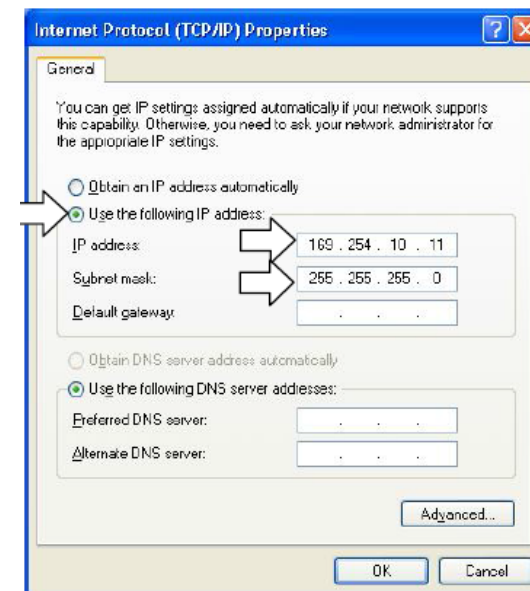 Internet Protocol (TCP/IP) Properties
General
You can get IP settings assigned automatically if your network supports
this capability. Otherwise, you need to ask your network administrator for
the appropriate IP settings.
Obtain an IP address automatically
Use the following IP address:
IP address: 169 . 254 . 10 . 11
Subnet mask: 255 . 255 . 255 . 0
Default gateway: . . .
Obtain DNS server address automatically
Use the following DNS server addresses:
Preferred DNS server: . . .
Alternate DNS server: . . .
Advanced...
OK Cancel